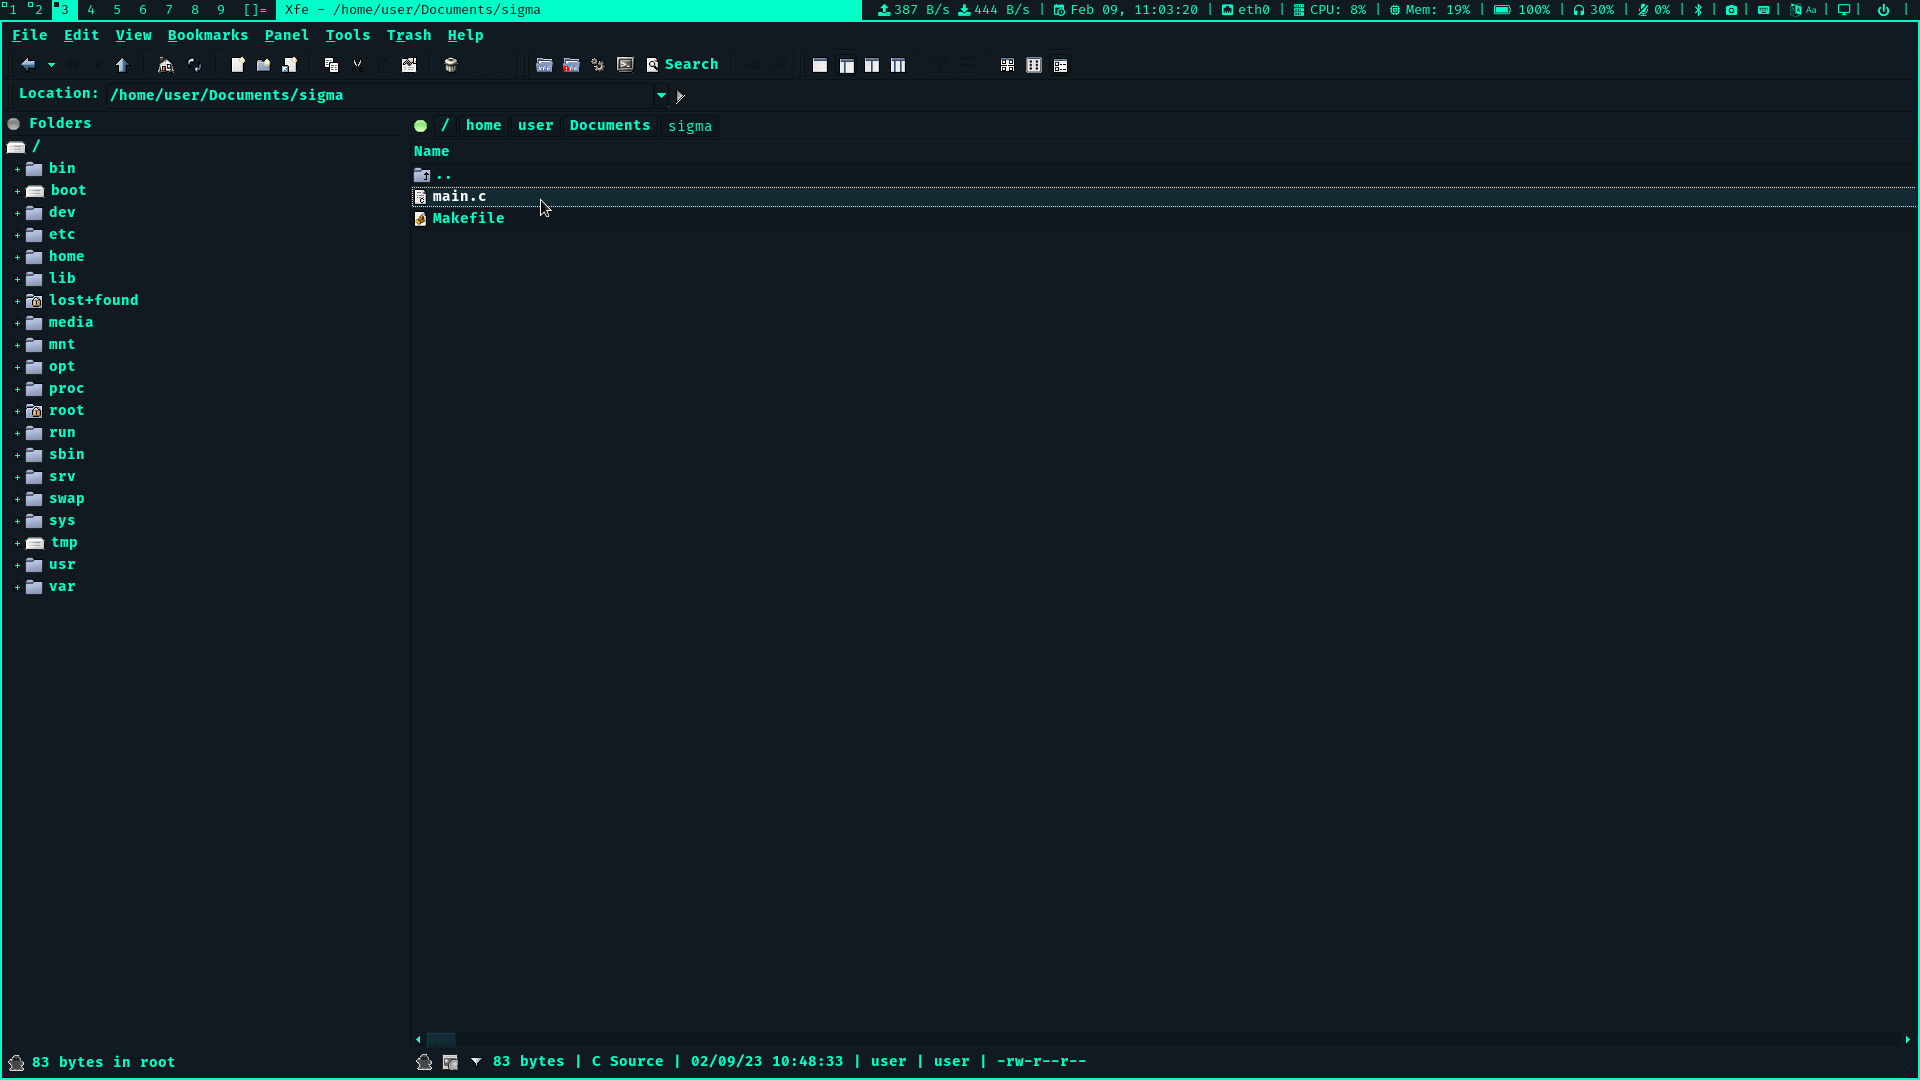 1 2 3 4 5 6 7 8 9 []= Xfe - /home/user/Documents/sigma 387 B/s 444 B/s | Feb 09, 11:03:20 | eth0 | CPU: 8% | Mem: 19% | 100% | 30% | 0% | | | | Aa | | |
File Edit View Bookmarks Panel Tools Trash Help
Search
Location: /home/user/Documents/sigma
Folders
/
bin
boot
dev
etc
home
lib
lost+found
media
mnt
opt
proc
root
run
sbin
srv
swap
sys
tmp
usr
var
83 bytes in root
/ home user Documents sigma
Name
..
main.c
Makefile
83 bytes | C Source | 02/09/23 10:48:33 | user | user | -rw-r--r--